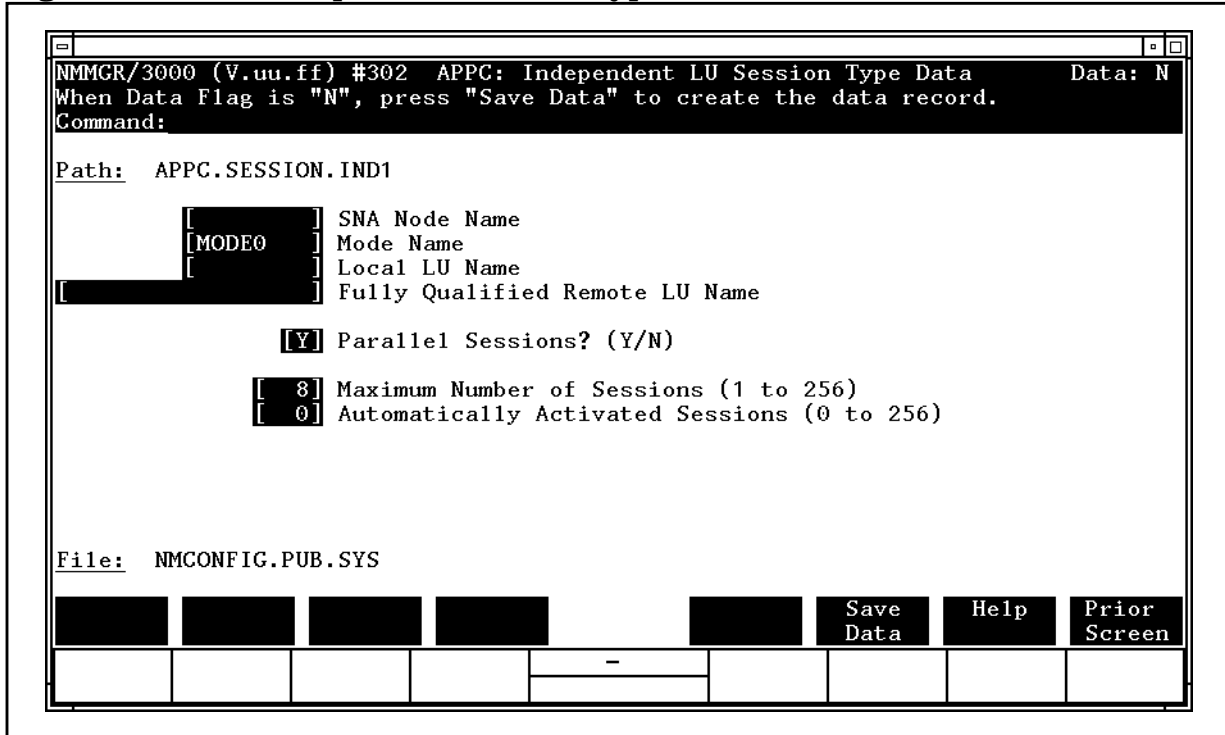 NMMGR/3000 (V.uu.ff) #302 APPC: Independent LU Session Type Data Data: N
When Data Flag is "N", press "Save Data" to create the data record.
Command:
Path: APPC.SESSION.IND1
[ ] SNA Node Name
[MODE0 ] Mode Name
[ ] Local LU Name
[ ] Fully Qualified Remote LU Name
[Y] Parallel Sessions? (Y/N)
[ 8] Maximum Number of Sessions (1 to 256)
[ 0] Automatically Activated Sessions (0 to 256)
File: NMCONFIG.PUB.SYS
Save Data
Help
Prior Screen